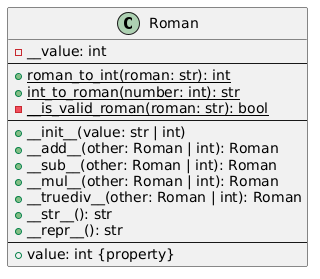 C Roman
__value: int
roman_to_int(roman: str): int
int_to_roman(number: int): str
__is_valid_roman(roman: str): bool
__init__(value: str | int)
__add__(other: Roman | int): Roman
__sub__(other: Roman | int): Roman
__mul__(other: Roman | int): Roman
__truediv__(other: Roman | int): Roman
__str__(): str
__repr__(): str
value: int {property}